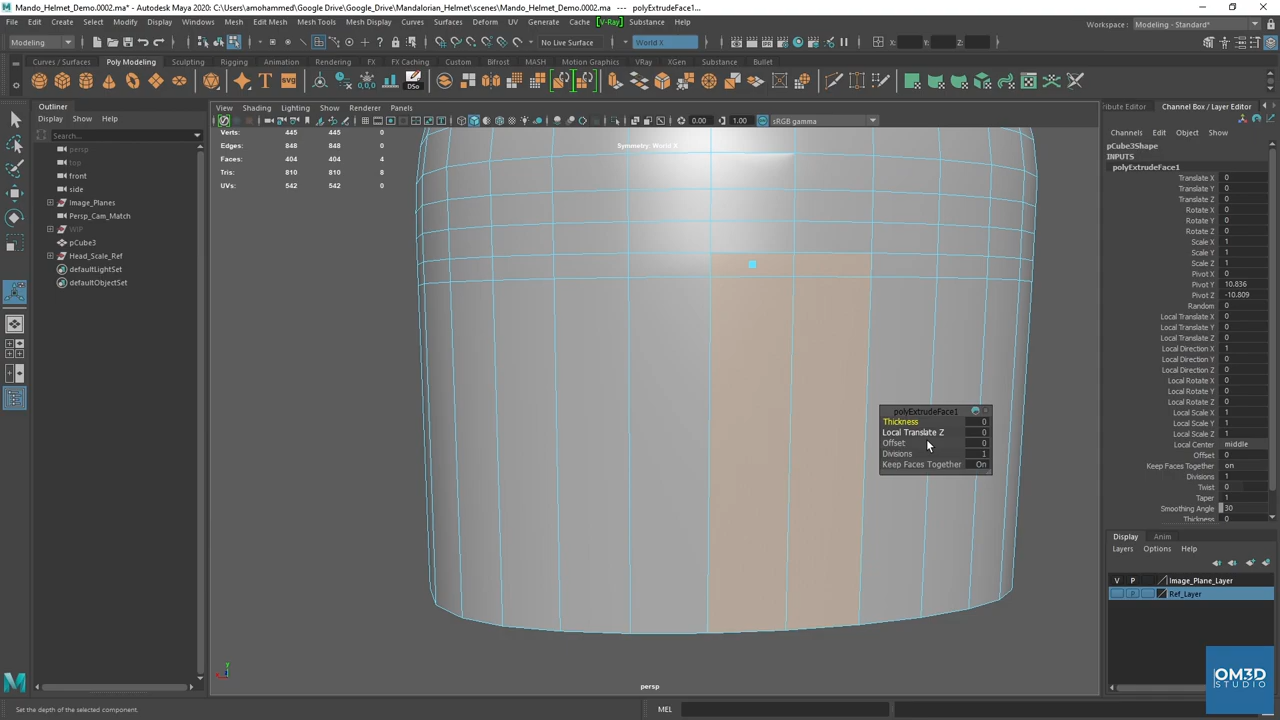 Mando_Helmet_Demo.0002.ma* - Autodesk Maya 2020: C:\Users\amohammed\Google Drive\Google_Drive\Mandalorian_Helmet\scenes\Mando_Helmet_Demo.0002.ma --- polyExtrudeFace1...
File Edit Create Select Modify Display Windows Mesh Edit Mesh Mesh Tools Mesh Display Curves Surfaces Deform UV Generate Cache [V-Ray] Substance Help
Workspace : Modeling - Standard*
Modeling
No Live Surface
World X
X:
Y:
Z:
Curves / Surfaces Poly Modeling Sculpting Rigging Animation Rendering FX FX Caching Custom Bifrost MASH Motion Graphics VRay XGen Substance Bullet
T
DSo
Outliner
Display Show Help
Search...
persp
top
front
side
Image_Planes
Persp_Cam_Match
WIP
pCube3
Head_Scale_Ref
defaultLightSet
defaultObjectSet
View Shading Lighting Show Renderer Panels
0.00
1.00
sRGB gamma
Verts: 445 445 0
Edges: 848 848 0
Faces: 404 404 4
Tris: 810 810 8
UVs: 542 542 0
Symmetry: World X
polyExtrudeFace1
Thickness 0
Local Translate Z 0
Offset 0
Divisions 1
Keep Faces Together On
y
persp
ribute Editor
Channel Box / Layer Editor
Channels Edit Object Show
pCube3Shape
INPUTS
polyExtrudeFace1
Translate X 0
Translate Y 0
Translate Z 0
Rotate X 0
Rotate Y 0
Rotate Z 0
Scale X 1
Scale Y 1
Scale Z 1
Pivot X 0
Pivot Y 10.836
Pivot Z -10.809
Random 0
Local Translate X 0
Local Translate Y 0
Local Translate Z 0
Local Direction X 1
Local Direction Y 0
Local Direction Z 0
Local Rotate X 0
Local Rotate Y 0
Local Rotate Z 0
Local Scale X 1
Local Scale Y 1
Local Scale Z 1
Local Center middle
Offset 0
Keep Faces Together on
Divisions 1
Twist 0
Taper 1
Smoothing Angle 30
Thickness 0
Display Anim
Layers Options Help
V P Image_Plane_Layer
Ref_Layer
OM3D
STUDIO
Set the depth of the selected component.
MEL